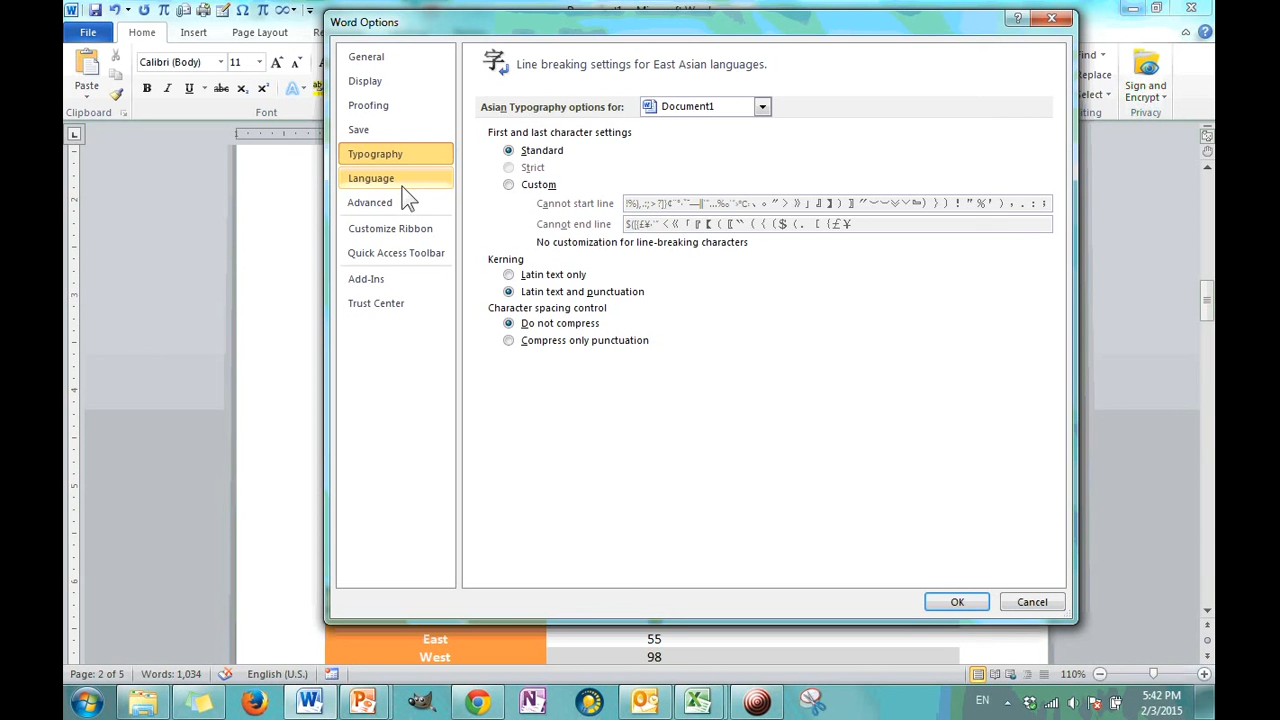 Word Options
File
Home
Insert
Page Layout
Calibri (Body)
11
Paste
Clipboard
Font
Replace
Select
Sign and
Encrypt
Privacy
General
Display
Proofing
Save
Typography
Language
Advanced
Customize Ribbon
Quick Access Toolbar
Add-Ins
Trust Center
Line breaking settings for East Asian languages.
Asian Typography options for:
Document1
First and last character settings
Standard
Strict
Custom
Cannot start line
Cannot end line
No customization for line-breaking characters
Kerning
Latin text only
Latin text and punctuation
Character spacing control
Do not compress
Compress only punctuation
OK
Cancel
East 55
West 98
Page: 2 of 5
Words: 1,034
English (U.S.)
110%
EN
5:42 PM
2/3/2015